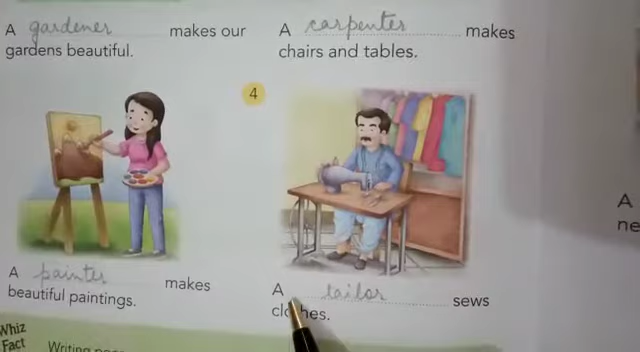 A gardener makes our
gardens beautiful.
A carpenter makes
chairs and tables.
4
A painter makes
beautiful paintings.
A tailor sews
clothes.
A
ne
Whiz
Fact
Writing